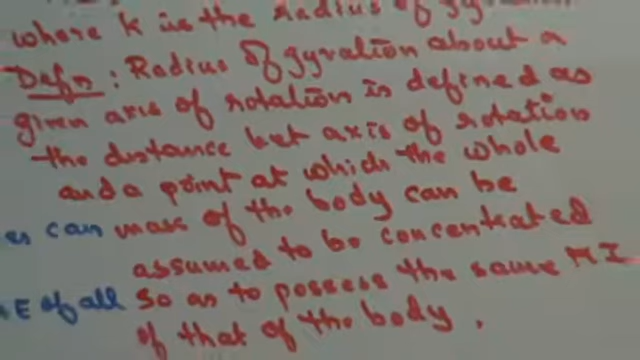 where K is the radius of gy
Defn: Radius of gyration about a
given axis of rotation is defined as
the distance bet axis of rotation
and a point at which the whole
es can mass of the body can be
assumed to be concentrated
E of all so as to possess the same MI
of that of the body.